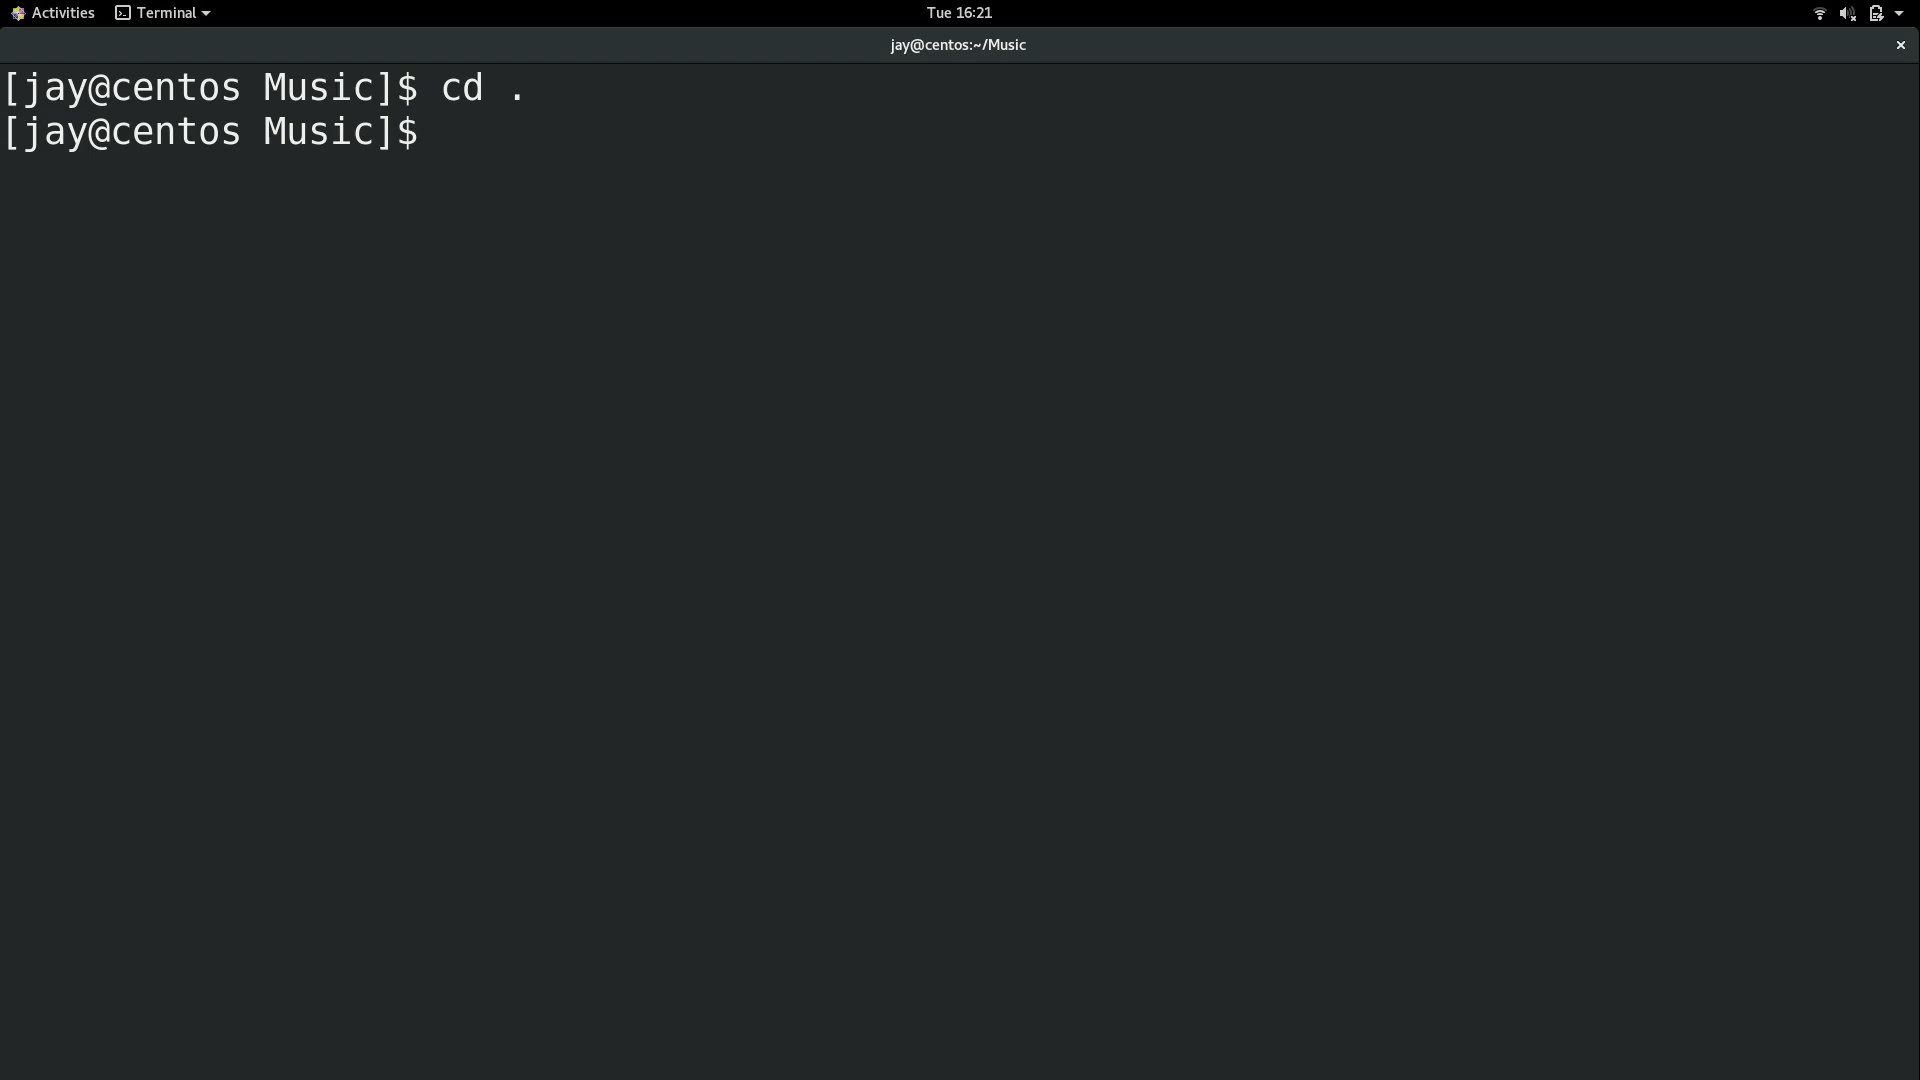 Activities Terminal Tue 16:21
jay@centos:~/Music
[jay@centos Music]$ cd .
[jay@centos Music]$